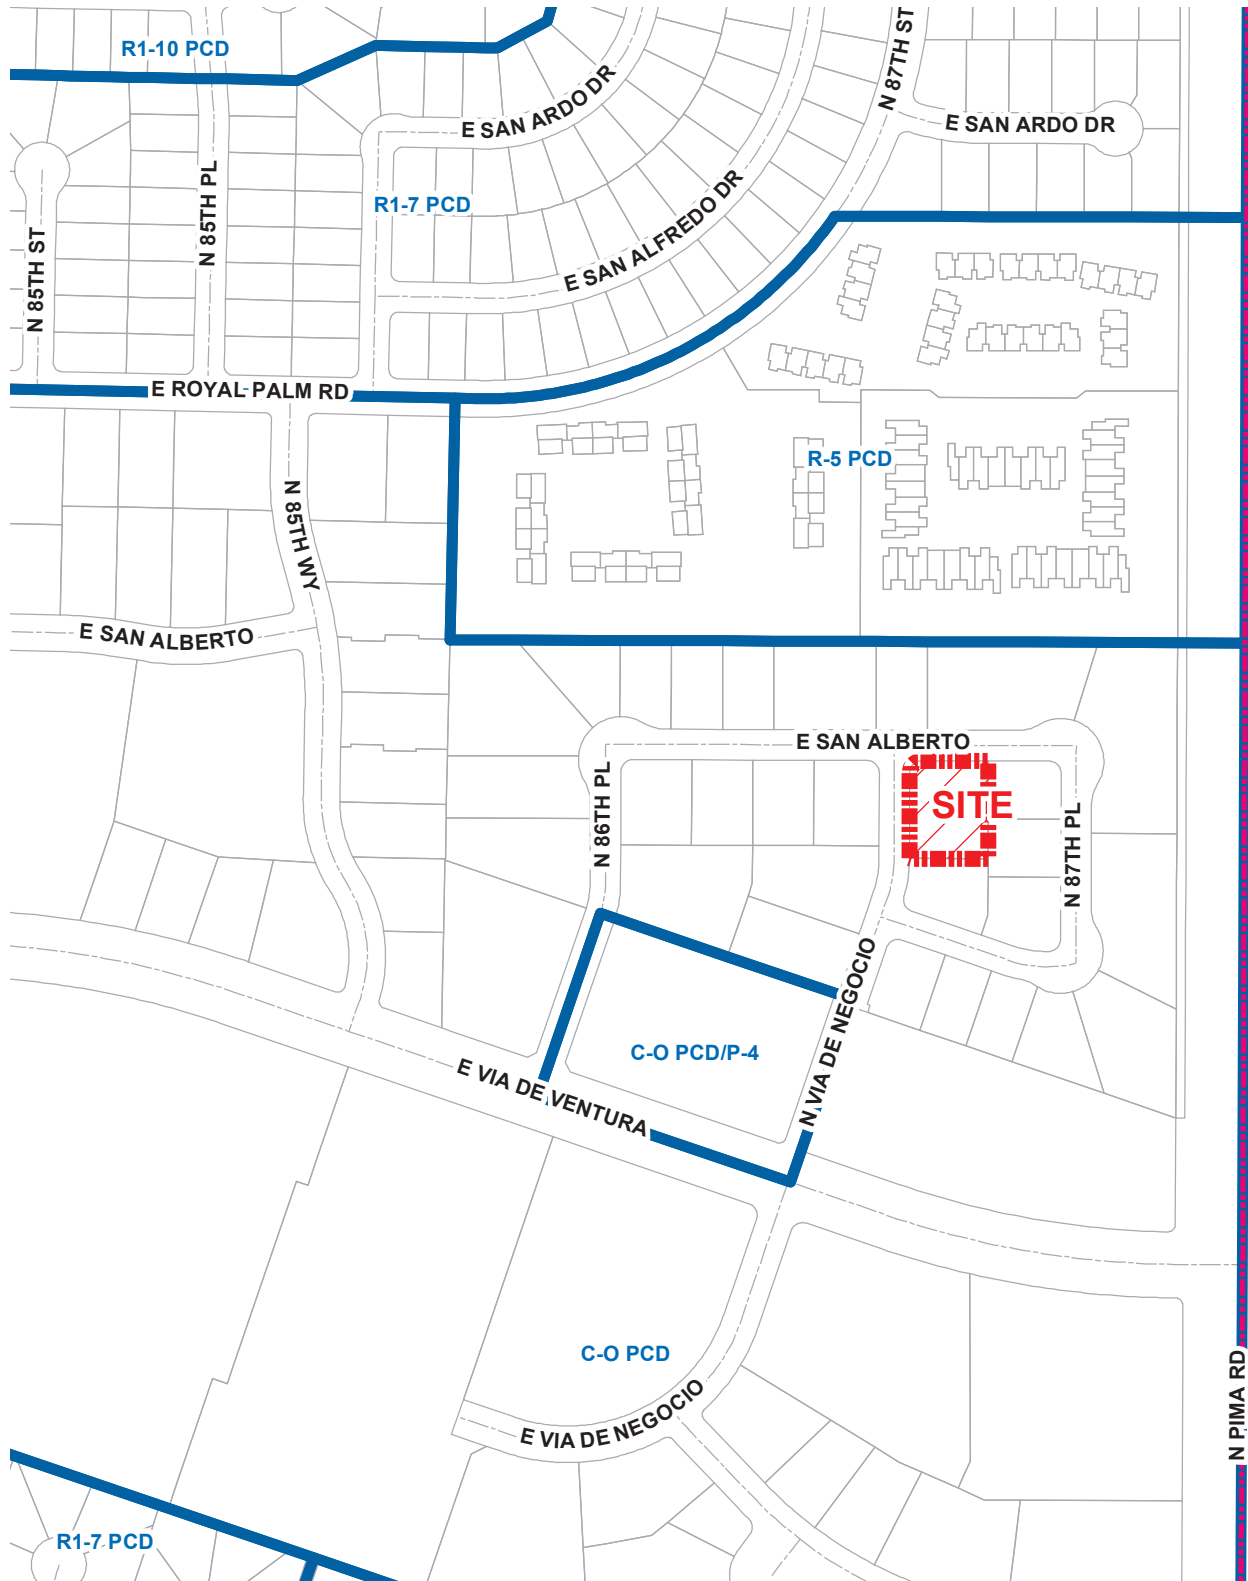 R1-10 PCD
N 87TH ST
E SAN ARDO DR
E SAN ARDO DR
N 85TH PL
R1-7 PCD
E SAN ALFREDO DR
N 85TH ST
E ROYAL PALM RD
R-5 PCD
N 85TH WY
E SAN ALBERTO
E SAN ALBERTO
SITE
N 86TH PL
N 87TH PL
N VIA DE NEGOCIO
C-O PCD/P-4
E VIA DE VENTURA
C-O PCD
E VIA DE NEGOCIO
N PIMA RD
R1-7 PCD